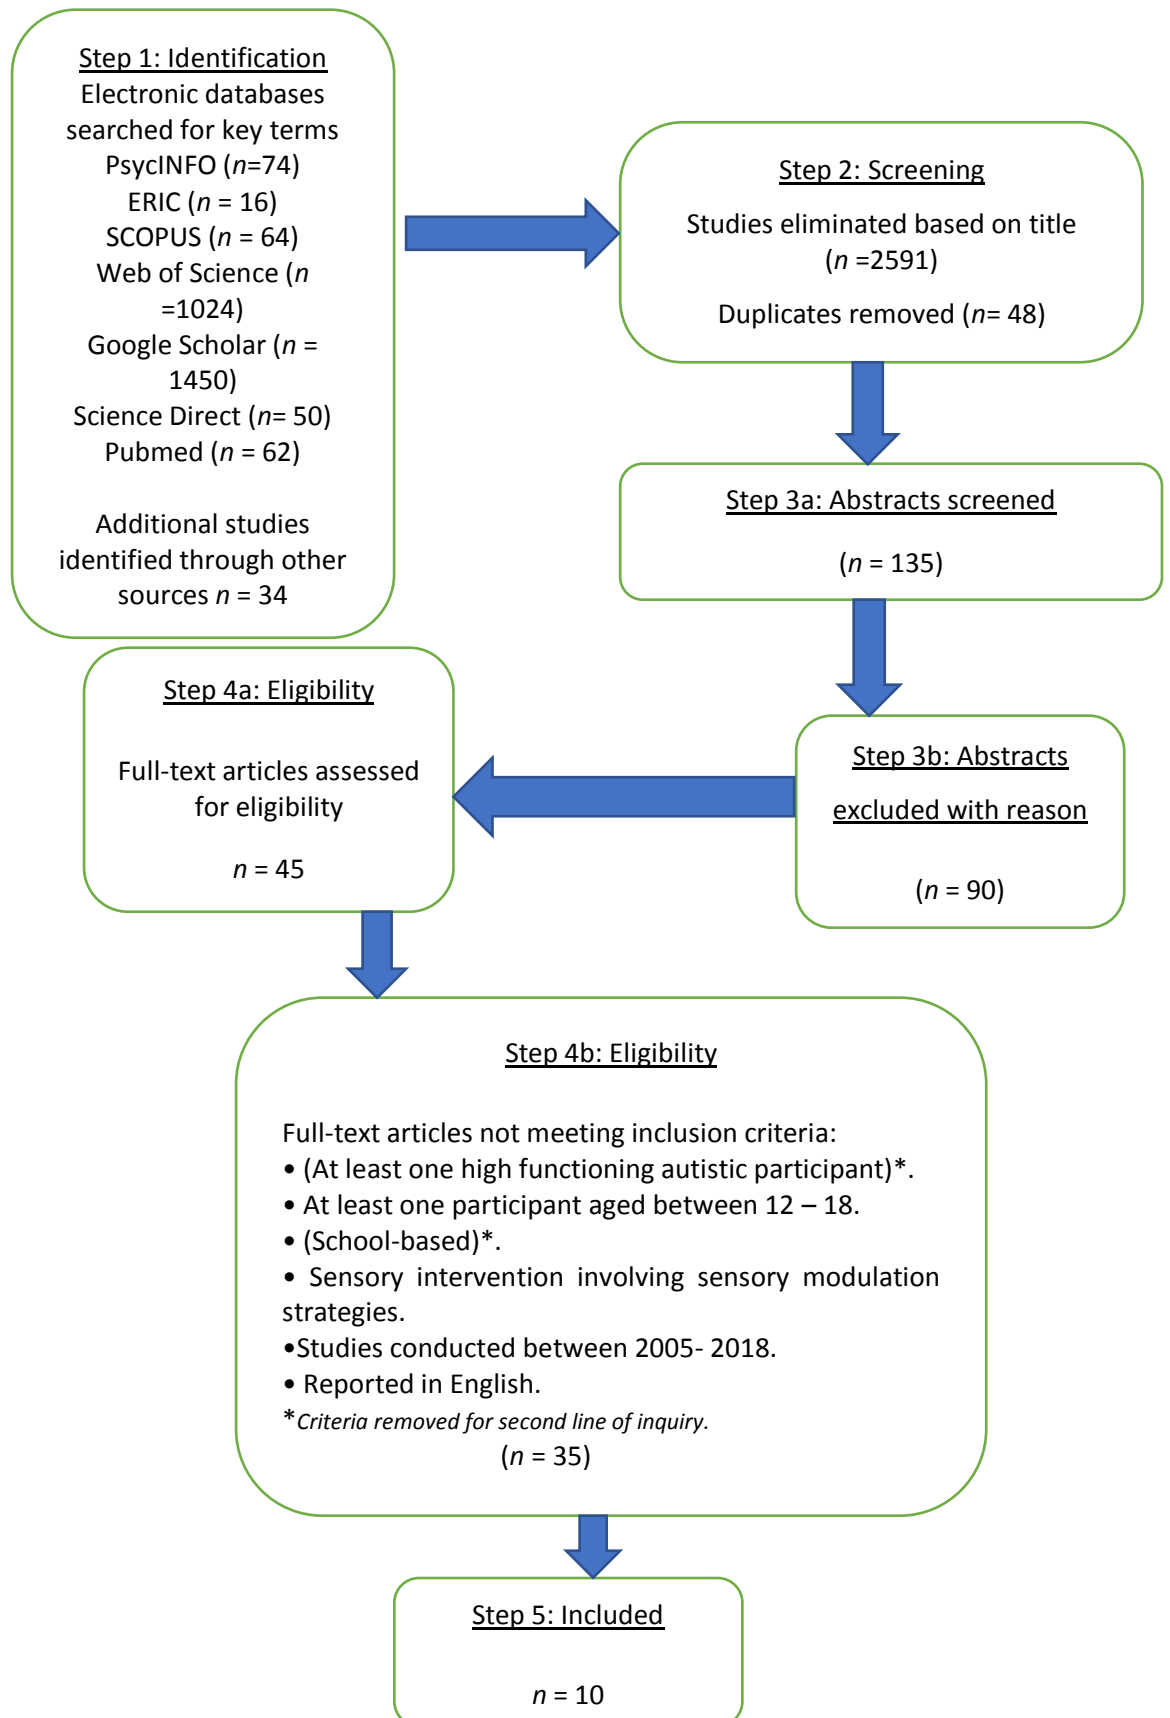 Step 1: Identification
Electronic databases
searched for key terms
PsycINFO (n=74)
ERIC (n = 16)
SCOPUS (n = 64)
Web of Science (n
=1024)
Google Scholar (n =
1450)
Science Direct (n= 50)
Pubmed (n = 62)
Additional studies
identified through other
sources n = 34
Step 2: Screening
Studies eliminated based on title
(n =2591)
Duplicates removed (n= 48)
Step 3a: Abstracts screened
(n = 135)
Step 3b: Abstracts
excluded with reason
(n = 90)
Step 4a: Eligibility
Full-text articles assessed
for eligibility
n = 45
Step 4b: Eligibility
Full-text articles not meeting inclusion criteria:
• (At least one high functioning autistic participant)*.
• At least one participant aged between 12 – 18.
• (School-based)*.
• Sensory intervention involving sensory modulation
strategies.
•Studies conducted between 2005- 2018.
• Reported in English.
*Criteria removed for second line of inquiry.
(n = 35)
Step 5: Included
n = 10